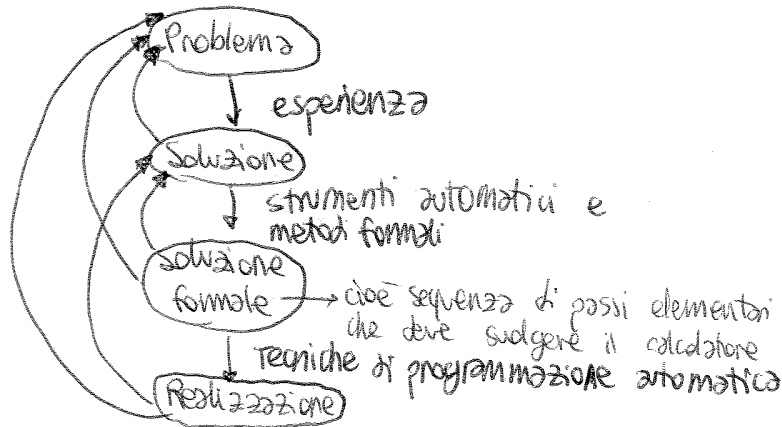 Problema
esperienza
Soluzione
strumenti automatici e
metodi formali
Soluzione
formale → cioè sequenza di passi elementari
che deve svolgere il calcolatore
Tecniche di programmazione automatica
Realizzazione